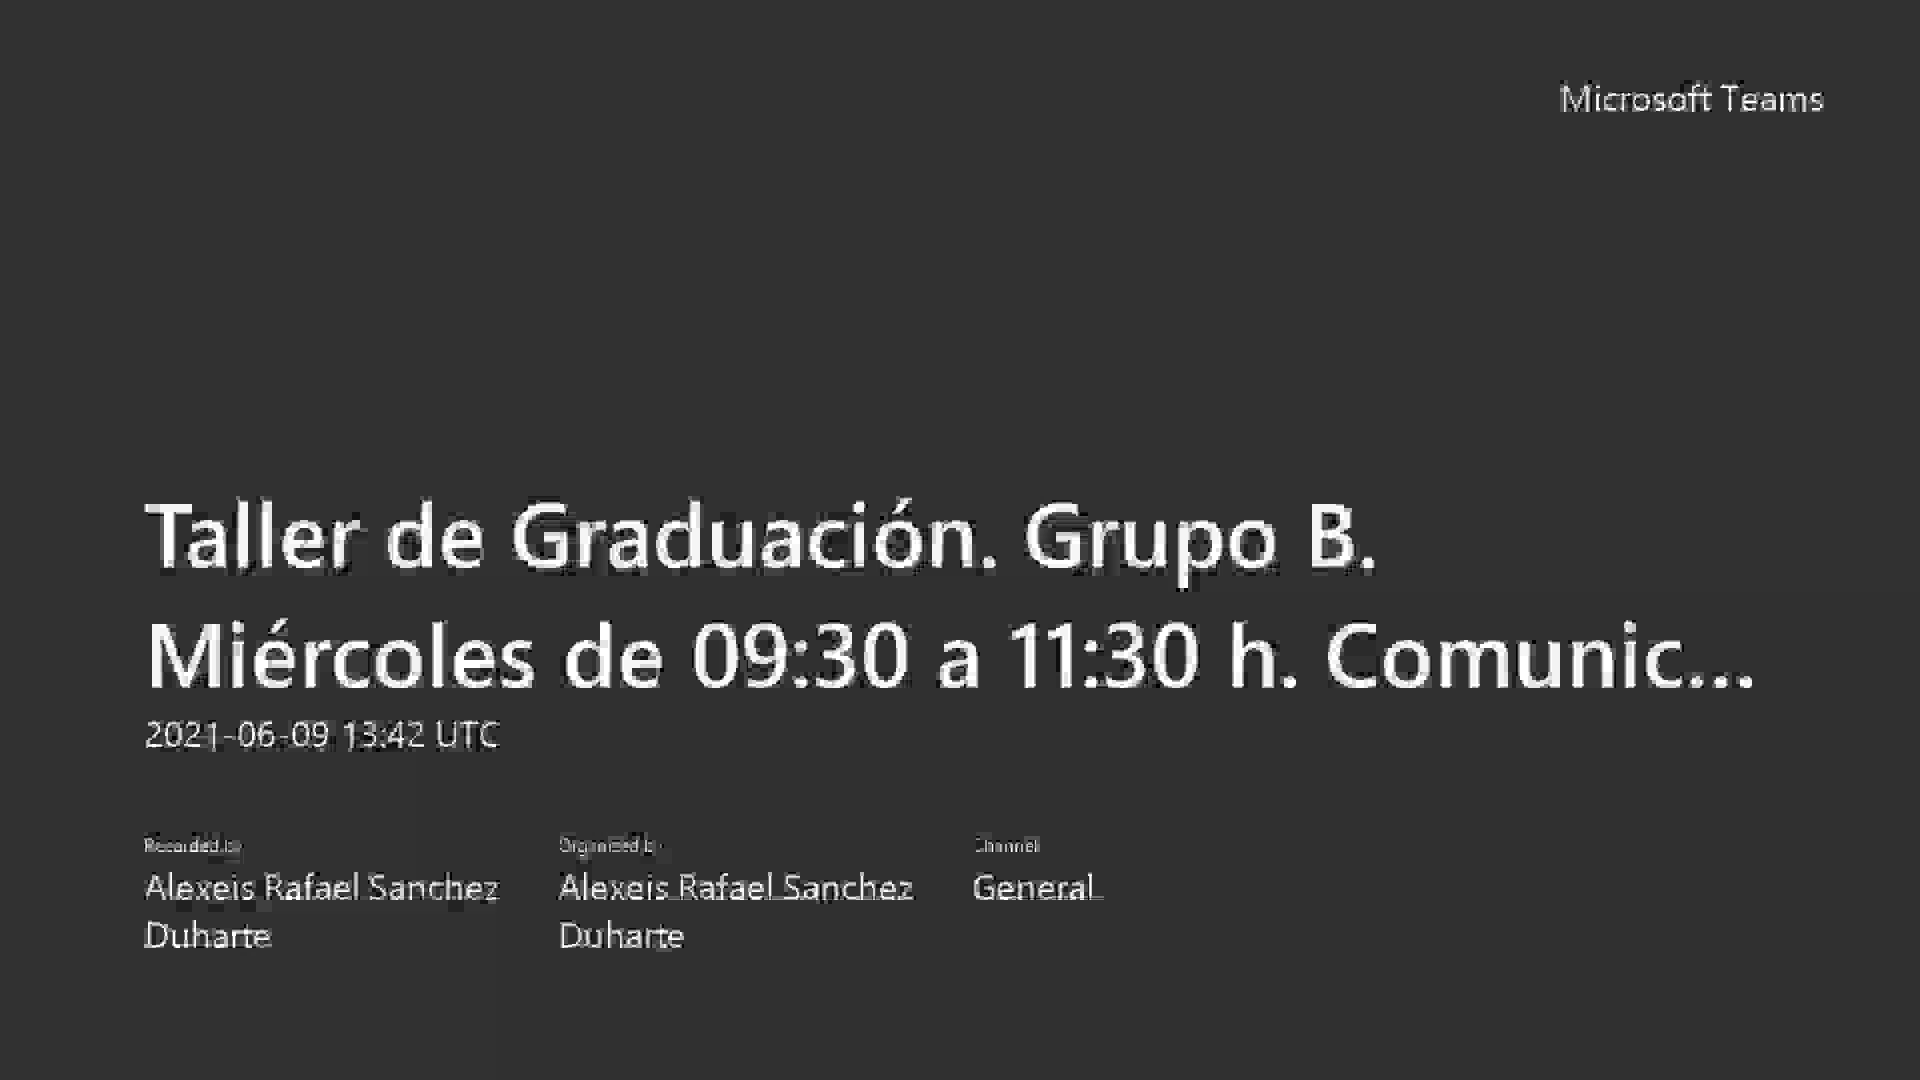 Microsoft Teams
Taller de Graduación. Grupo B.
Miércoles de 09:30 a 11:30 h. Comunic...
2021-06-09 13:42 UTC
Recorded by
Organized by
Channel
Alexeis Rafael Sanchez
Duharte
Alexeis Rafael Sanchez
Duharte
General